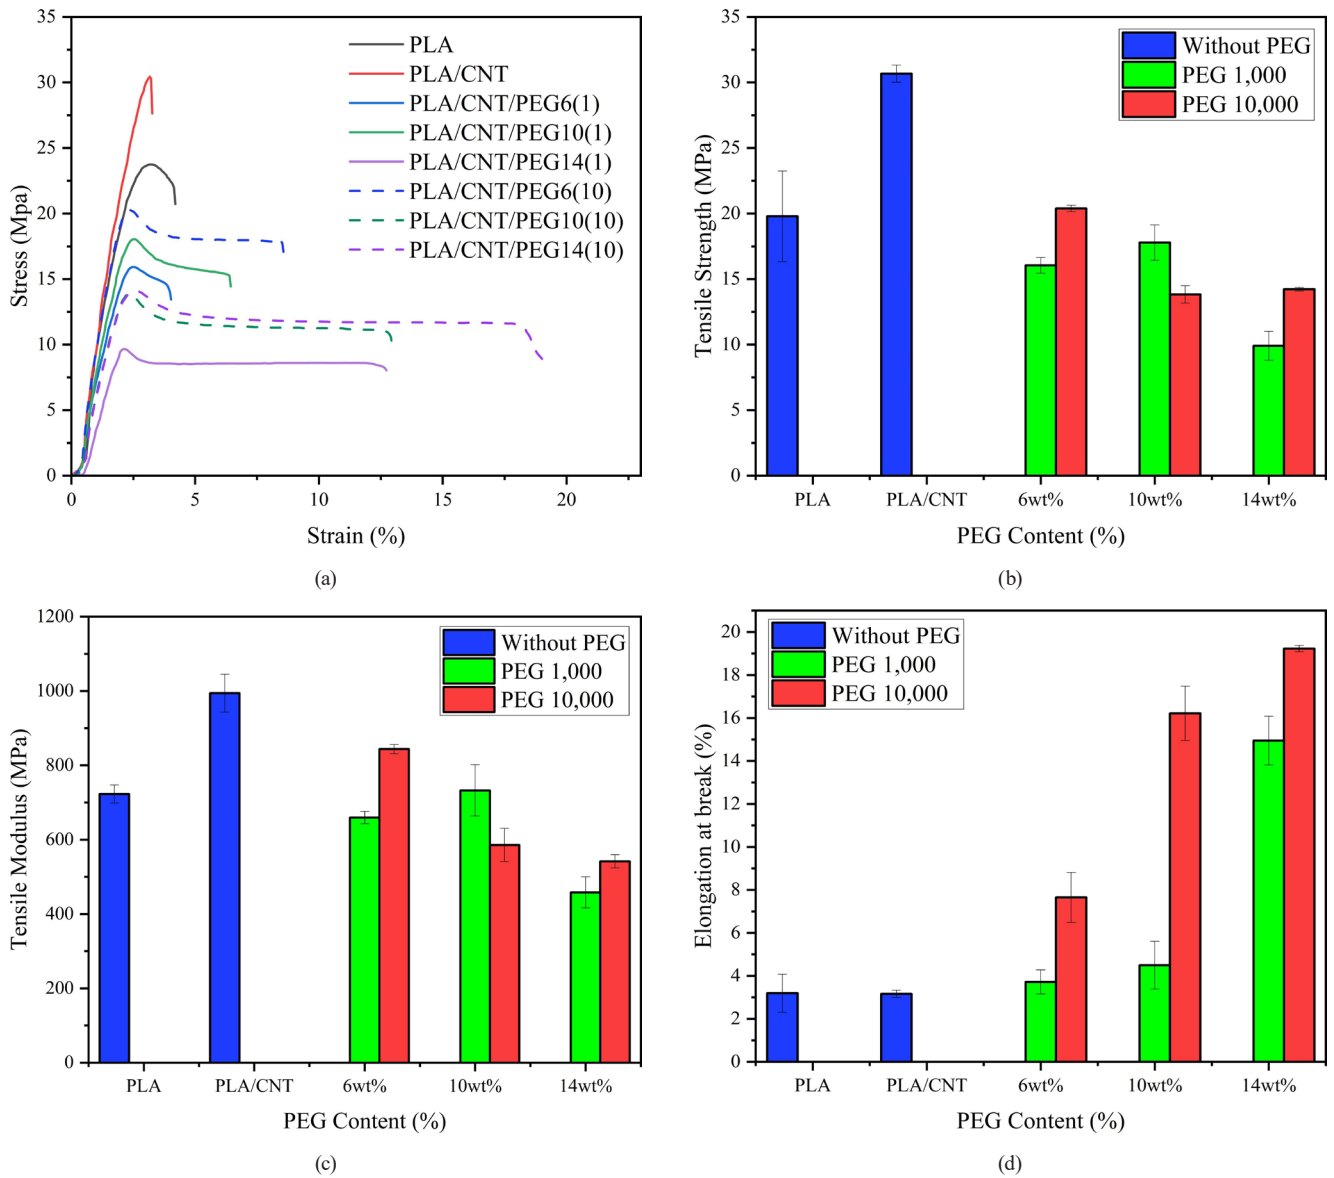 35
30
25
20
15
10
5
0
Stress (Mpa)
PLA
PLA/CNT
PLA/CNT/PEG6(1)
PLA/CNT/PEG10(1)
PLA/CNT/PEG14(1)
PLA/CNT/PEG6(10)
PLA/CNT/PEG10(10)
PLA/CNT/PEG14(10)
0 5 10 15 20
Strain (%)
(a)
35
30
25
20
15
10
5
0
Tensile Strength (MPa)
Without PEG
PEG 1,000
PEG 10,000
PLA PLA/CNT 6wt% 10wt% 14wt%
PEG Content (%)
(b)
1200
1000
800
600
400
200
0
Tensile Modulus (MPa)
Without PEG
PEG 1,000
PEG 10,000
PLA PLA/CNT 6wt% 10wt% 14wt%
PEG Content (%)
(c)
20
18
16
14
12
10
8
6
4
2
0
Elongation at break (%)
Without PEG
PEG 1,000
PEG 10,000
PLA PLA/CNT 6wt% 10wt% 14wt%
PEG Content (%)
(d)